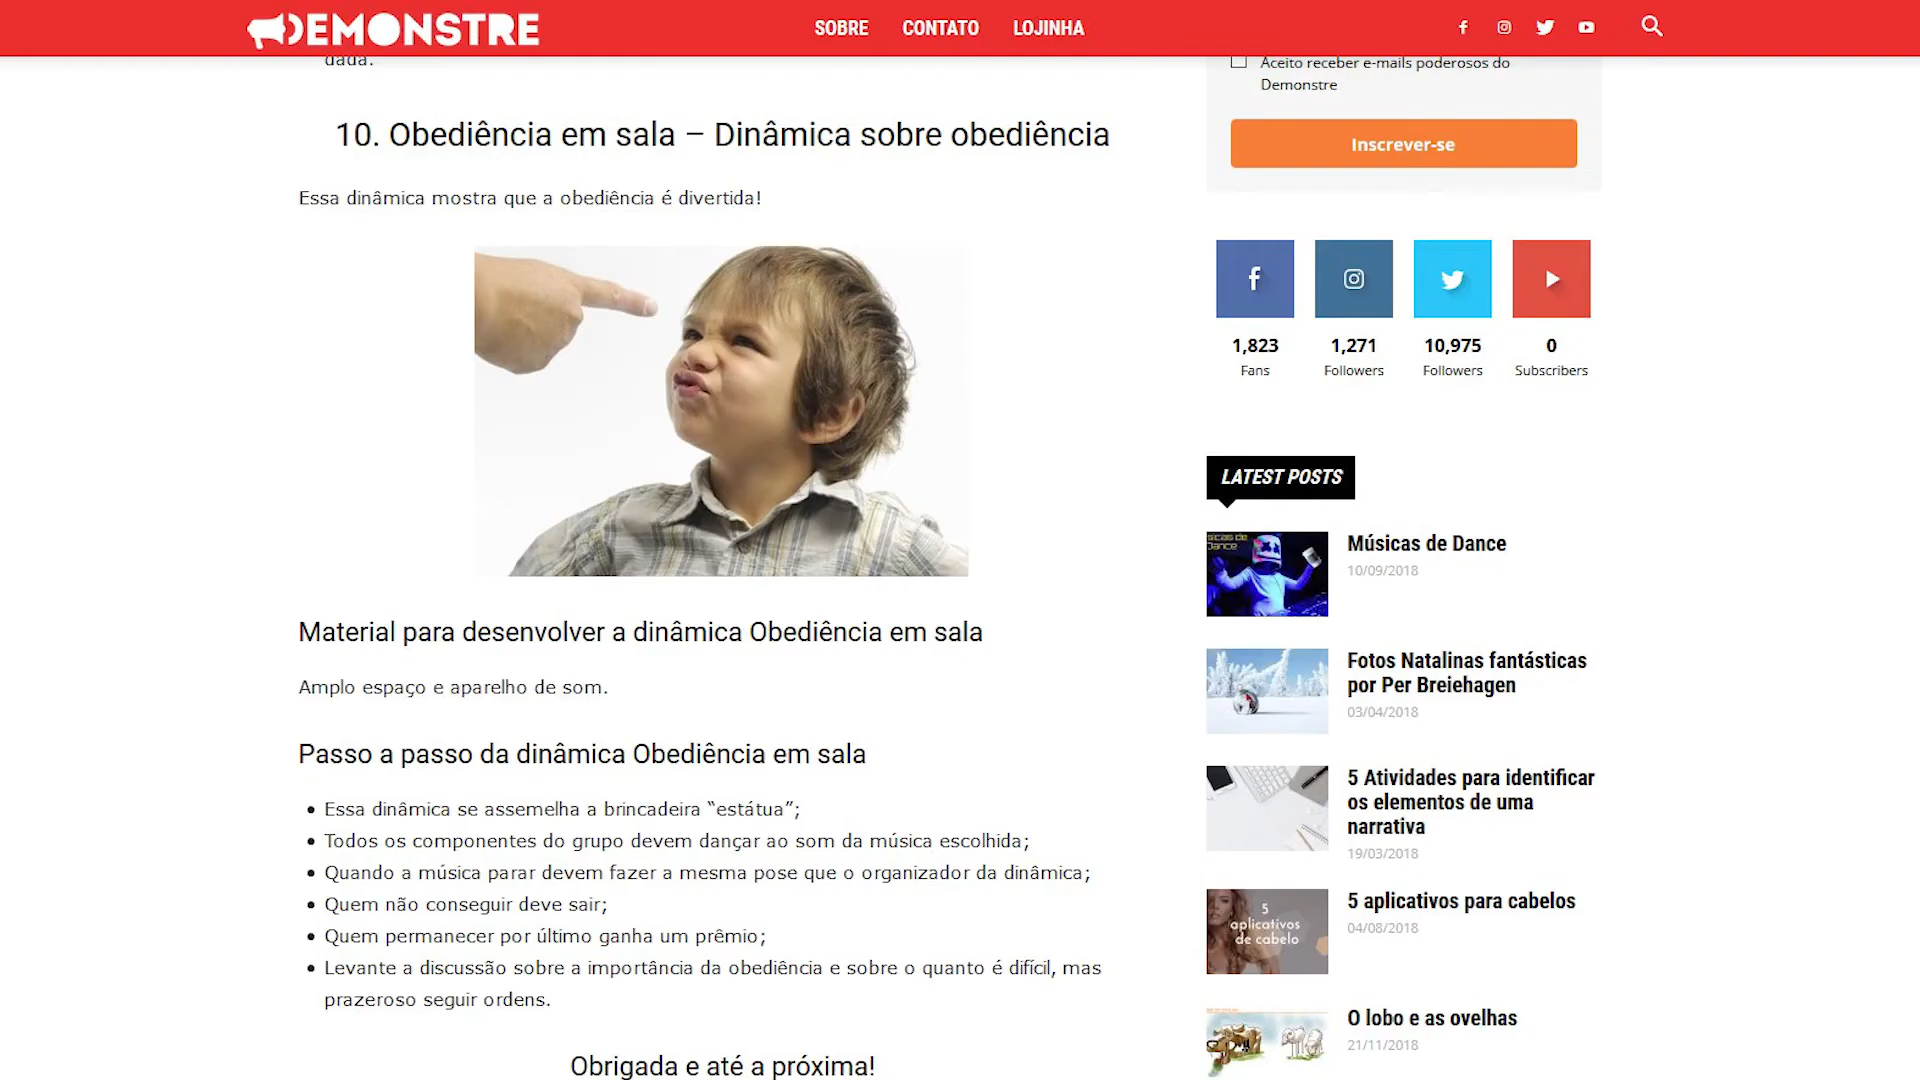 DEMONSTRE
SOBRE
CONTATO
LOJINHA
dada.
10. Obediência em sala – Dinâmica sobre obediência
Essa dinâmica mostra que a obediência é divertida!
Material para desenvolver a dinâmica Obediência em sala
Amplo espaço e aparelho de som.
Passo a passo da dinâmica Obediência em sala
• Essa dinâmica se assemelha a brincadeira “estátua”;
• Todos os componentes do grupo devem dançar ao som da música escolhida;
• Quando a música parar devem fazer a mesma pose que o organizador da dinâmica;
• Quem não conseguir deve sair;
• Quem permanecer por último ganha um prêmio;
• Levante a discussão sobre a importância da obediência e sobre o quanto é difícil, mas
prazeroso seguir ordens.
Obrigada e até a próxima!
Aceito receber e-mails poderosos do
Demonstre
Inscrever-se
1,823
Fans
1,271
Followers
10,975
Followers
0
Subscribers
LATEST POSTS
Dance
Músicas de Dance
10/09/2018
Fotos Natalinas fantásticas
por Per Breiehagen
03/04/2018
5 Atividades para identificar
os elementos de uma
narrativa
19/03/2018
5
aplicativos
de cabelo
5 aplicativos para cabelos
04/08/2018
O lobo e as ovelhas
21/11/2018